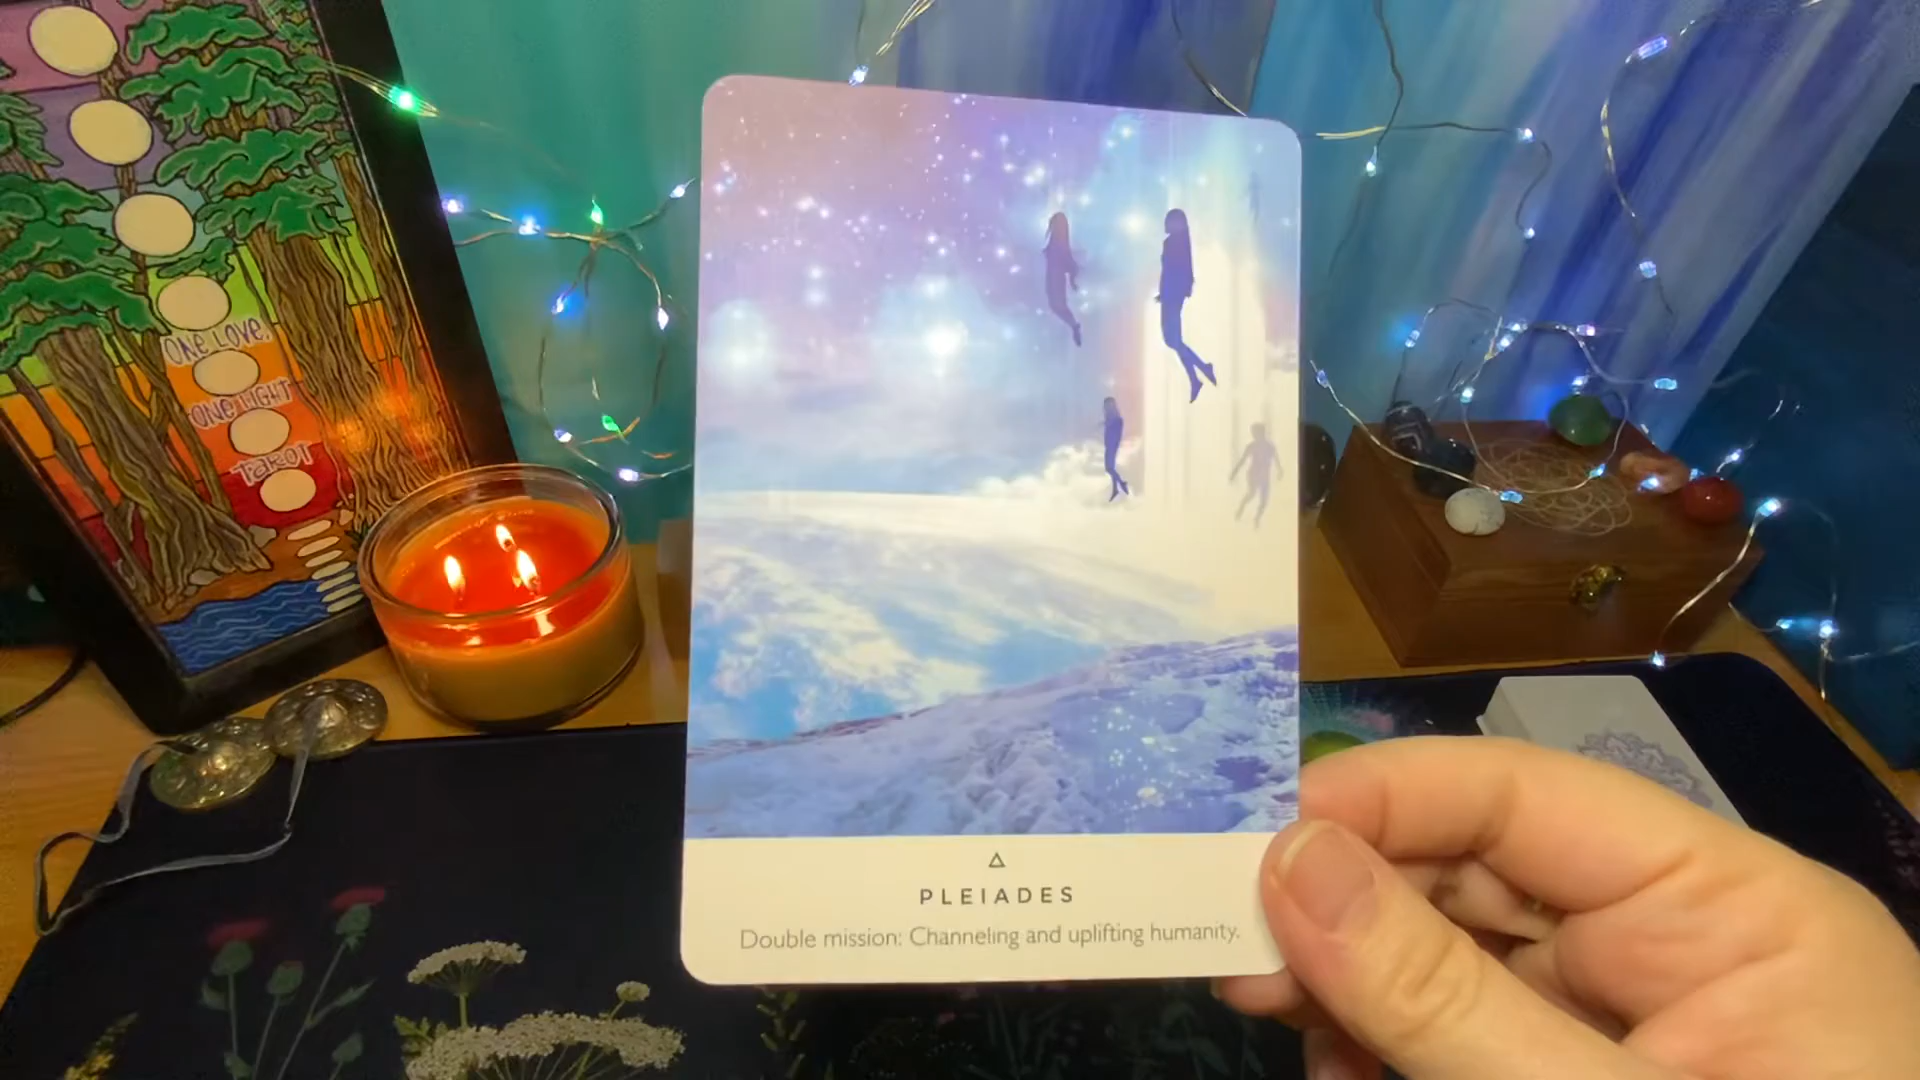 ONE LOVE,
ONE LIGHT
TAROT
PLEIADES
Double mission: Channeling and uplifting humanity.